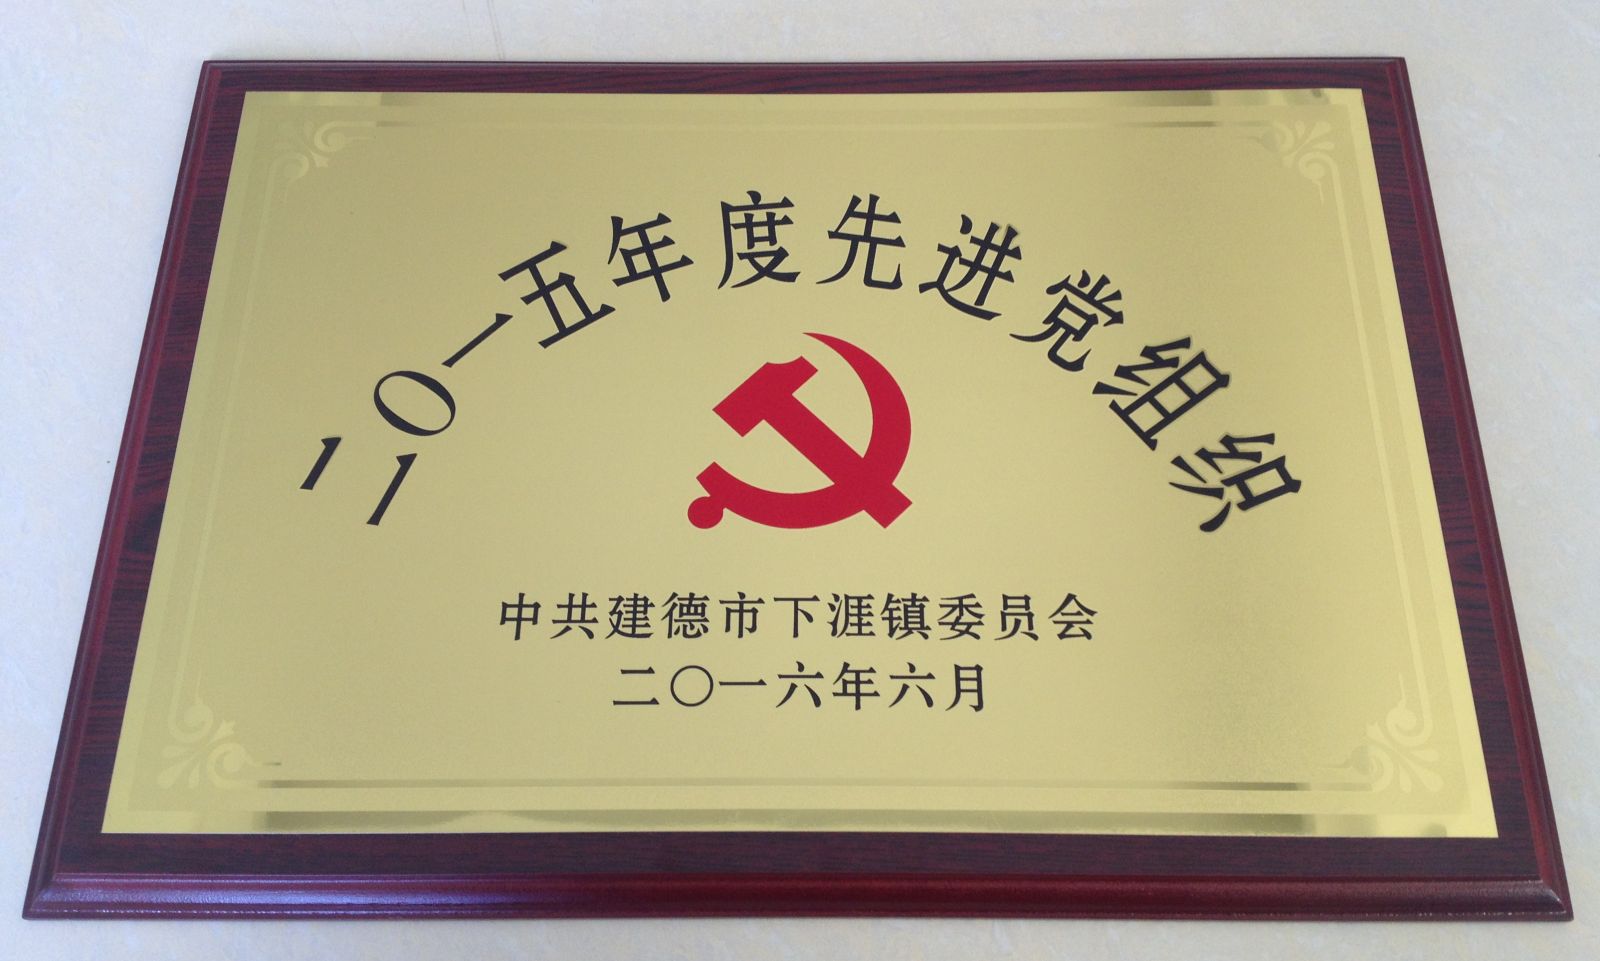 二〇一五年度先进党组织
中共建德市下涯镇委员会
二〇一六年六月